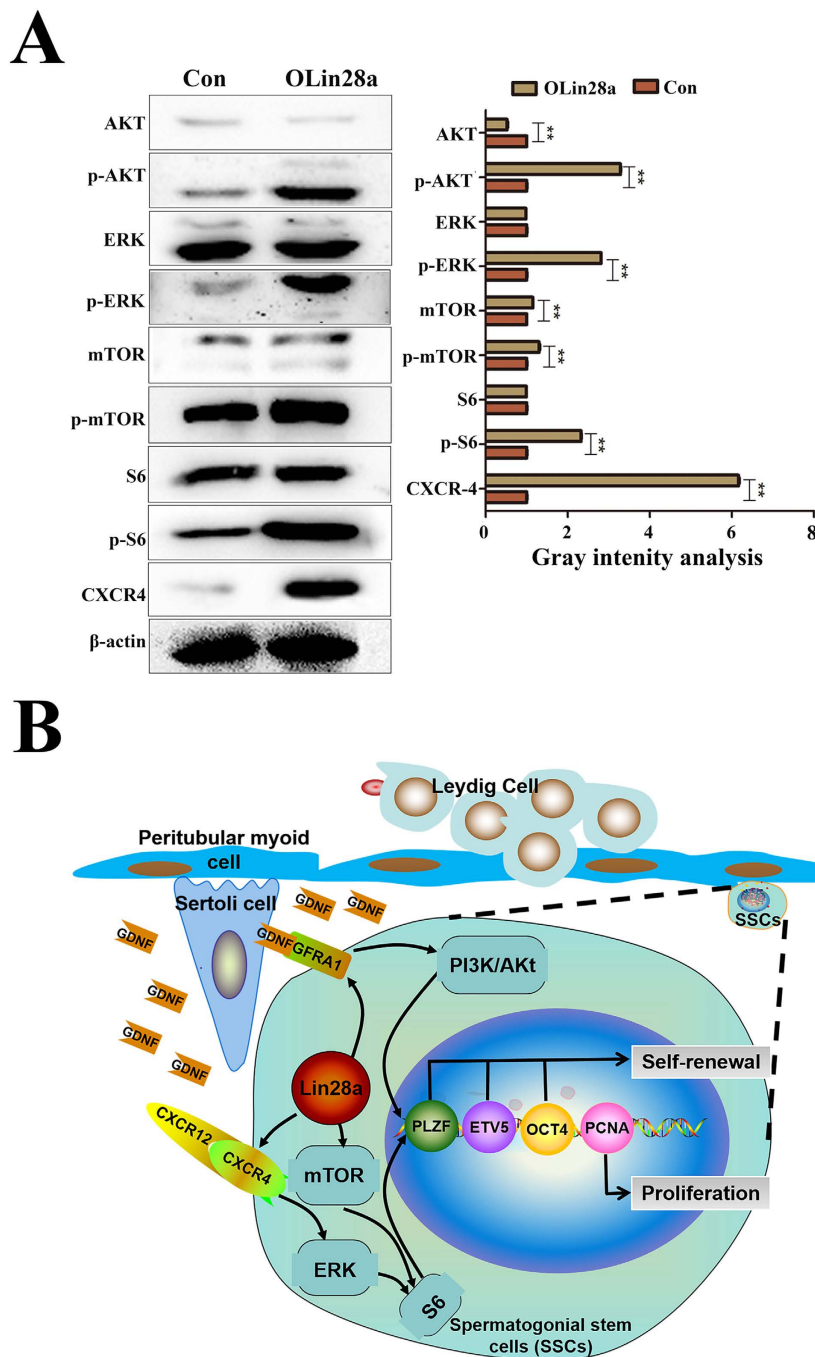 A
Con OLin28a
AKT
p-AKT
ERK
p-ERK
mTOR
p-mTOR
S6
p-S6
CXCR4
β-actin
OLin28a Con
AKT **
p-AKT **
ERK
p-ERK **
mTOR **
p-mTOR **
S6
p-S6 **
CXCR-4 **
0 2 4 6 8
Gray intenity analysis
B
Leydig Cell
Peritubular myoid
cell
Sertoli cell
SSCs
GDNF
GDNF
GDNF
GDNF
GDNF
GDNF
GDNF
GDNF GFRA1
PI3K/AKt
Lin28a
Self-renewal
PLZF ETV5 OCT4 PCNA
CXCR12
CXCR4
mTOR
Proliferation
ERK
S6
Spermatogonial stem
cells (SSCs)